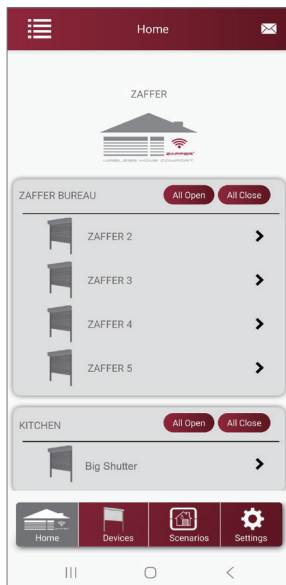 Home
ZAFFER
ZAFFER
WIRELESS HOME COMFORT
ZAFFER BUREAU All Open All Close
ZAFFER 2
ZAFFER 3
ZAFFER 4
ZAFFER 5
KITCHEN All Open All Close
Big Shutter
Home Devices Scenarios Settings